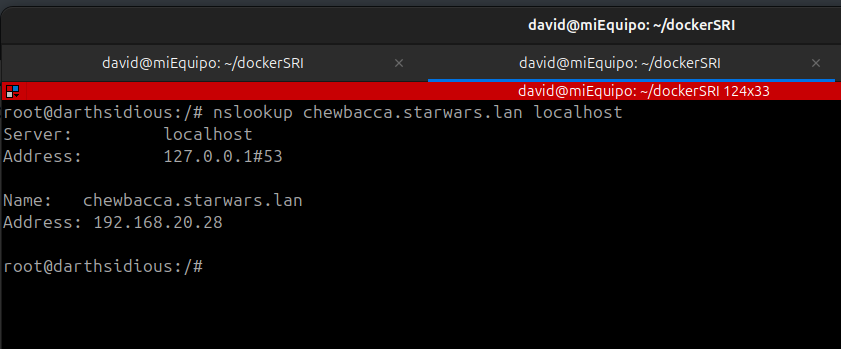 david@miEquipo: ~/dockerSRI
david@miEquipo: ~/dockerSRI × david@miEquipo: ~/dockerSRI ×
david@miEquipo: ~/dockerSRI 124x33
root@darthsidious:/# nslookup chewbacca.starwars.lan localhost
Server:         localhost
Address:        127.0.0.1#53

Name:   chewbacca.starwars.lan
Address: 192.168.20.28

root@darthsidious:/#